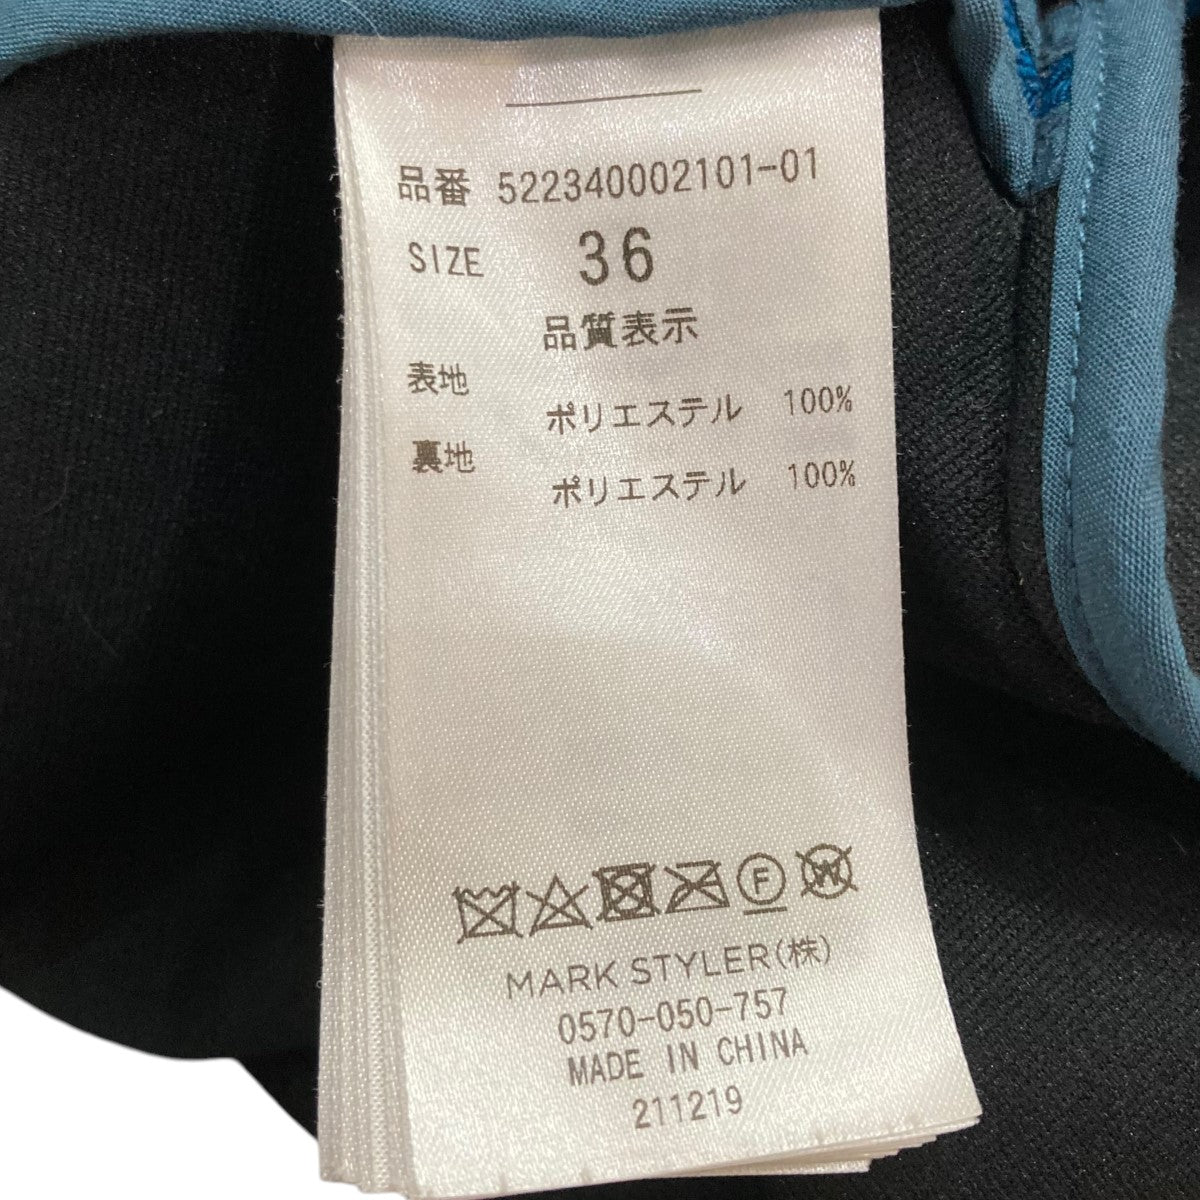 品番 522340002101-01
SIZE 36
品質表示
表地
ポリエステル 100%
裏地
ポリエステル 100%
F W
MARK STYLER(株)
0570-050-757
MADE IN CHINA
211219